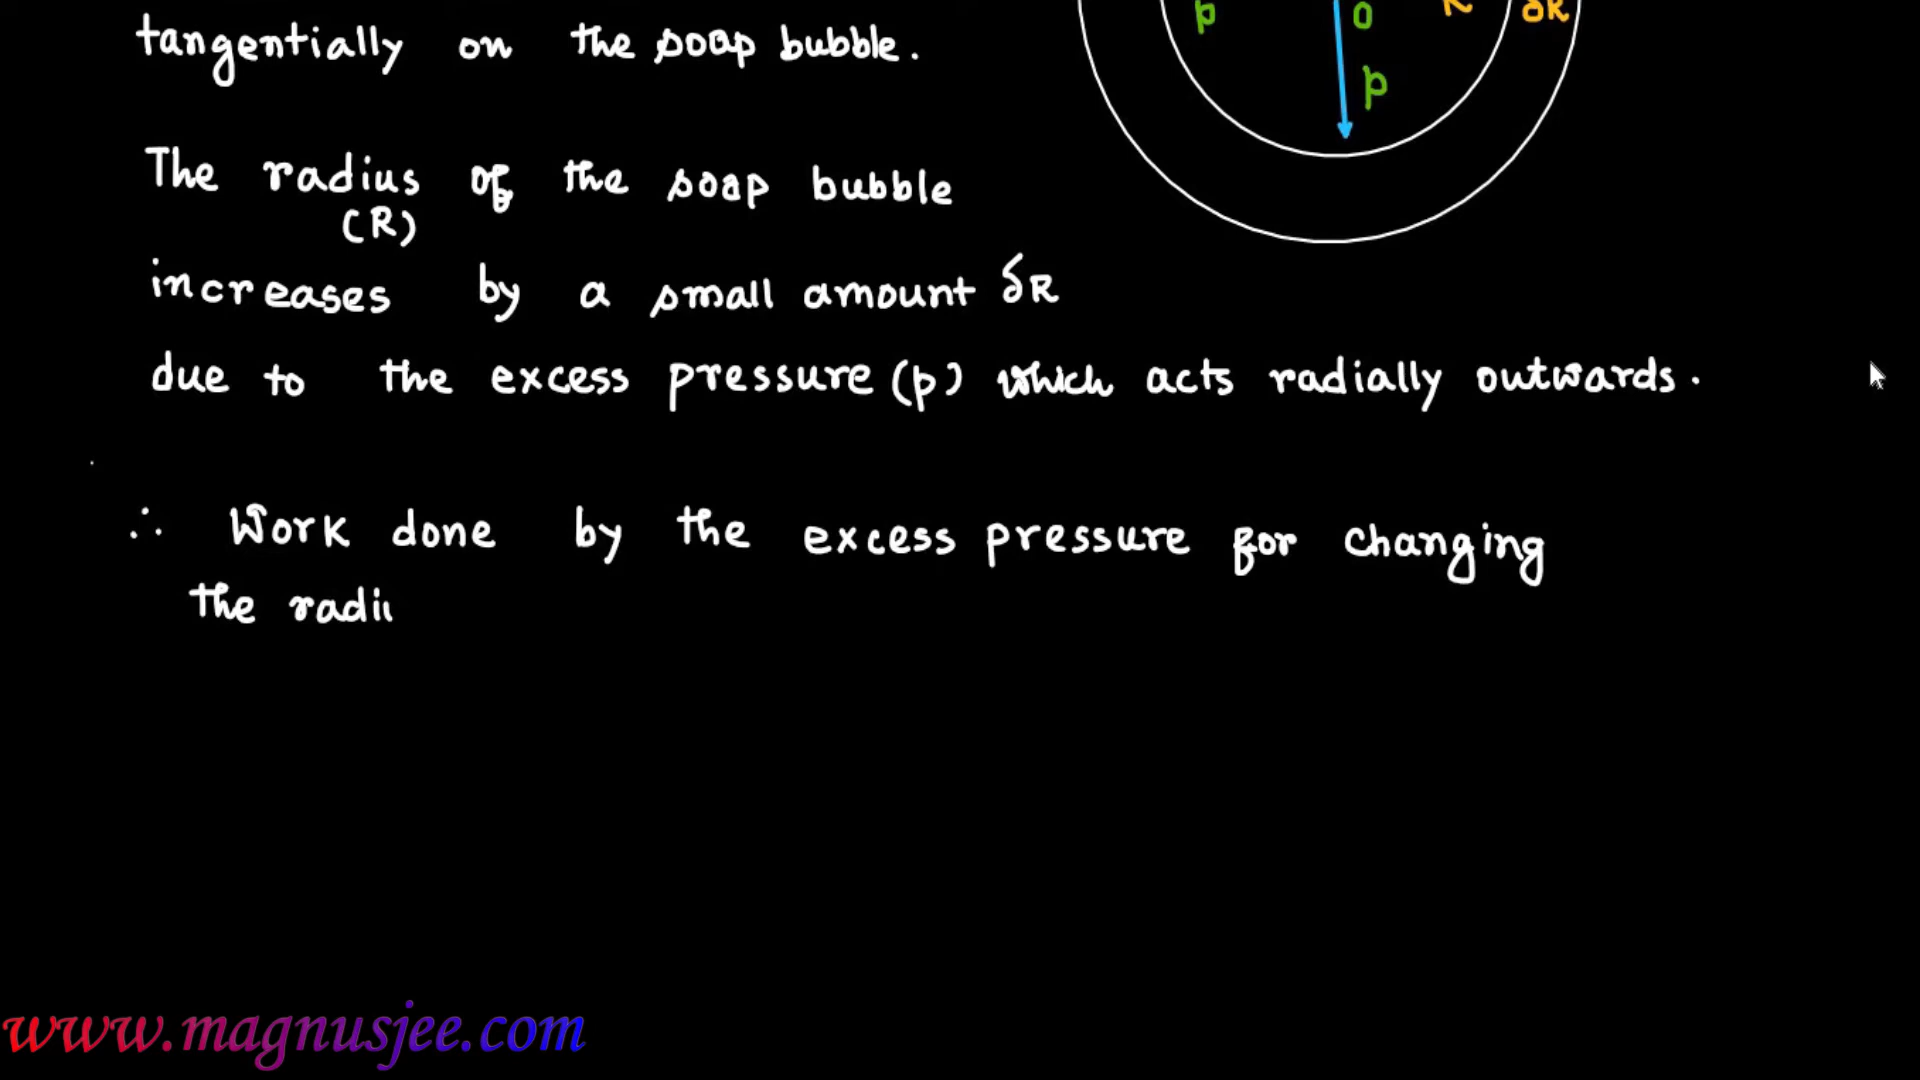 tangentially on the soap bubble.
p O R δR
p
The radius of the soap bubble
(R)
increases by a small amount δR
due to the excess pressure (p) which acts radially outwards.
∴ Work done by the excess pressure for changing
the radiu
www.magnusjee.com